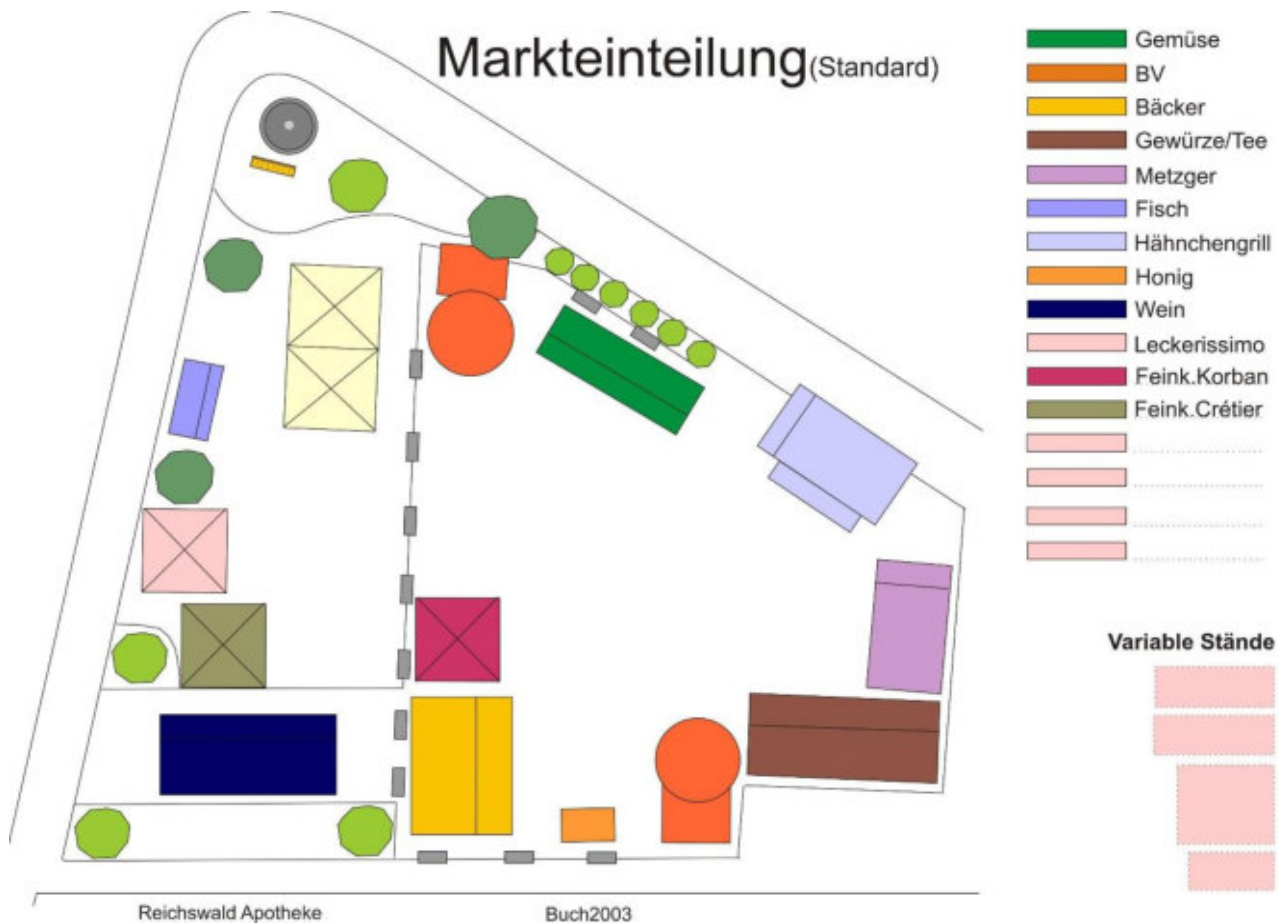 Markteinteilung(Standard)
Gemüse
BV
Bäcker
Gewürze/Tee
Metzger
Fisch
Hähnchengrill
Honig
Wein
Leckerissimo
Feink.Korban
Feink.Crétier
Variable Stände
Reichswald Apotheke
Buch2003